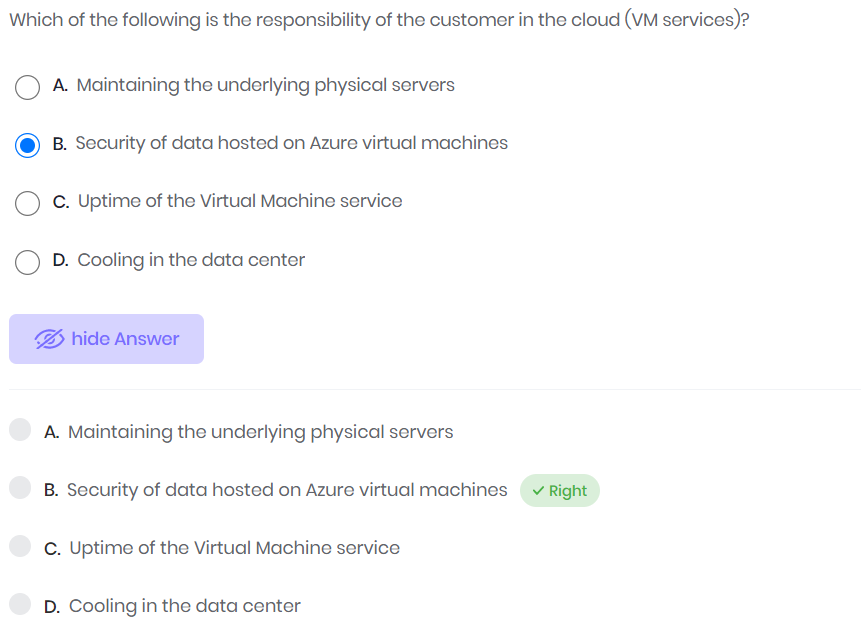 Which of the following is the responsibility of the customer in the cloud (VM services)?
A. Maintaining the underlying physical servers
B. Security of data hosted on Azure virtual machines
C. Uptime of the Virtual Machine service
D. Cooling in the data center
hide Answer
A. Maintaining the underlying physical servers
B. Security of data hosted on Azure virtual machines Right
C. Uptime of the Virtual Machine service
D. Cooling in the data center